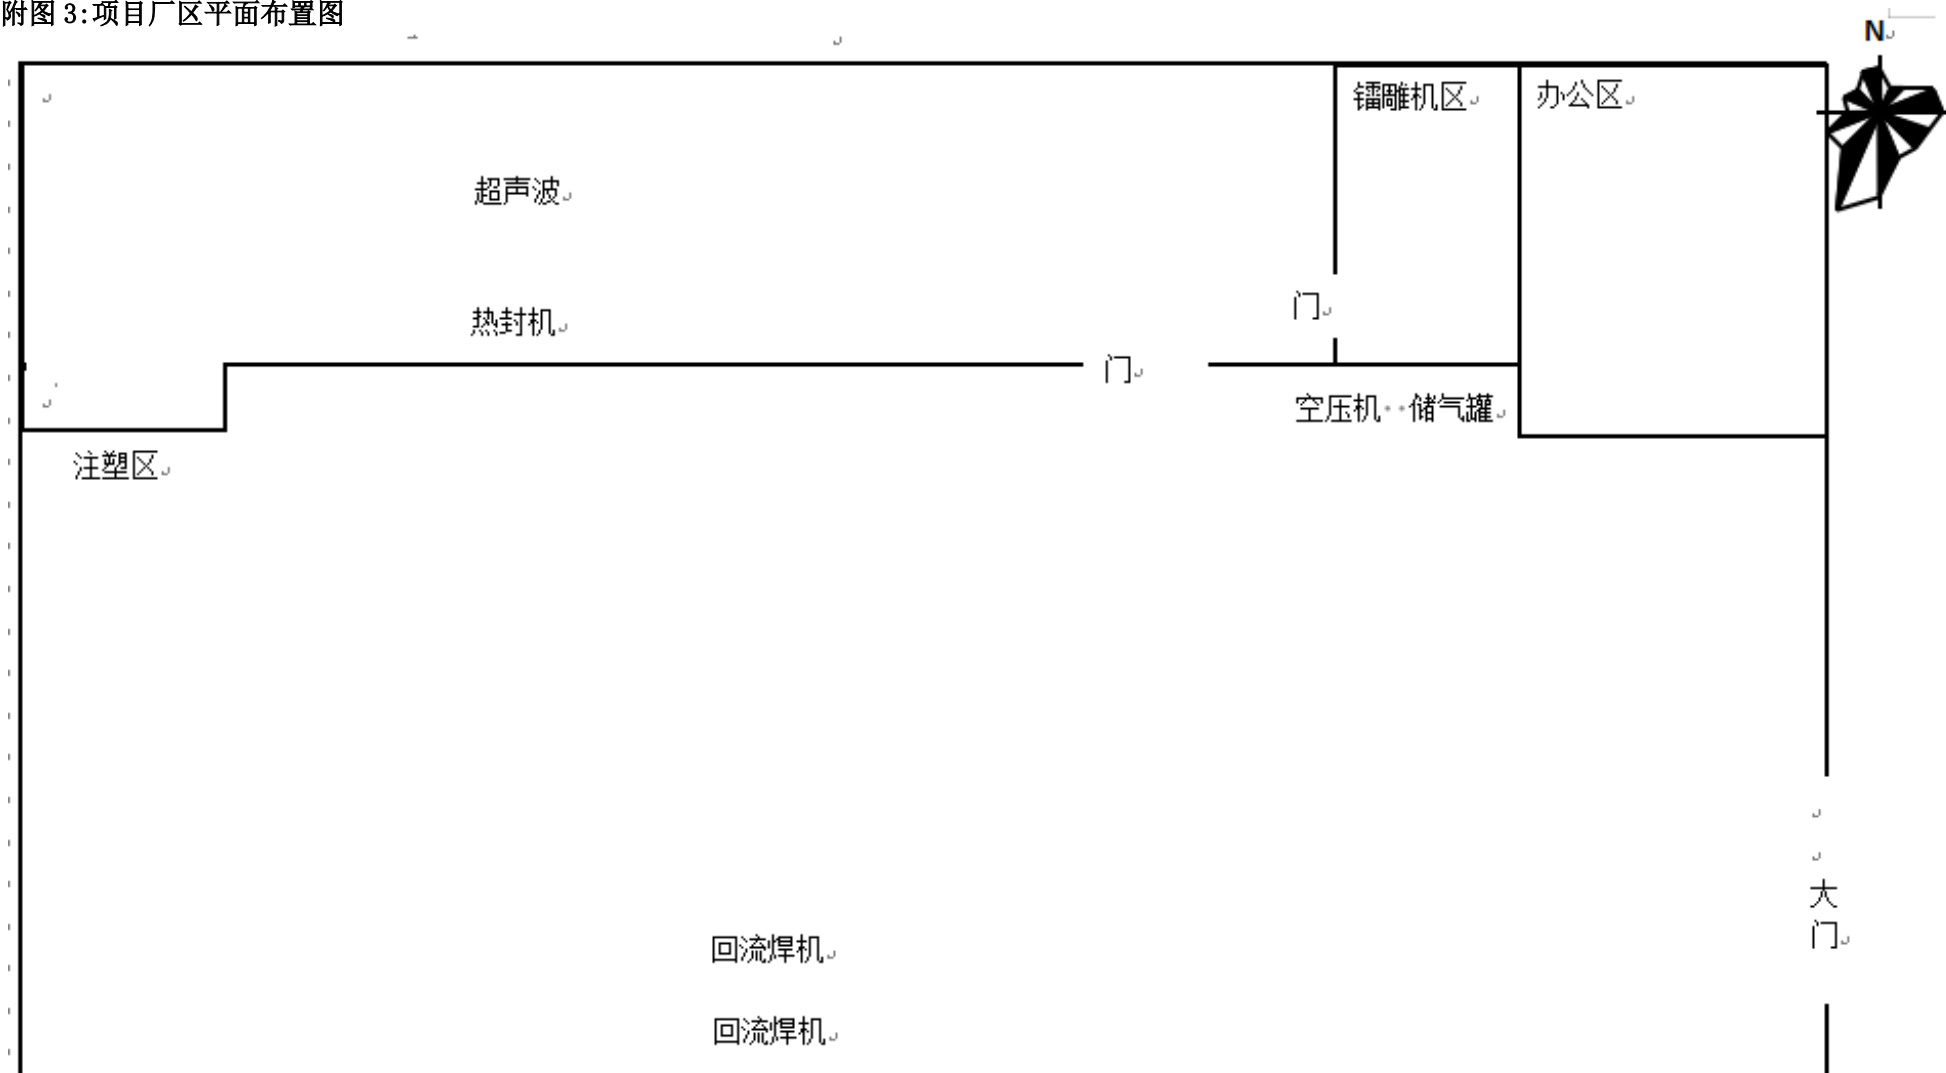 附图 3:项目厂区平面布置图
N
镭雕机区
办公区
超声波
热封机
门
门
空压机 储气罐
注塑区
大
门
回流焊机
回流焊机